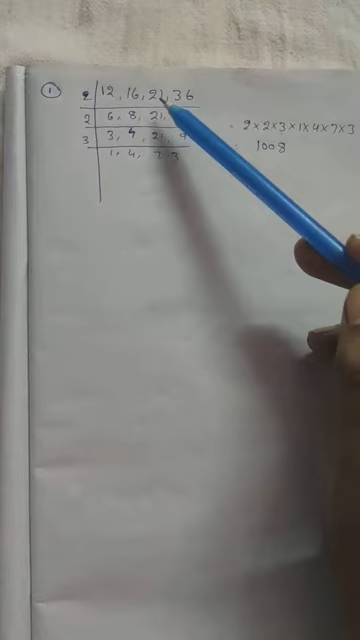 ① 2 | 12, 16, 21, 36
2 | 6, 8, 21,
3 | 3, 4, 21, 9
1, 4, 7 3
2×2×3×1×4×7×3
1008